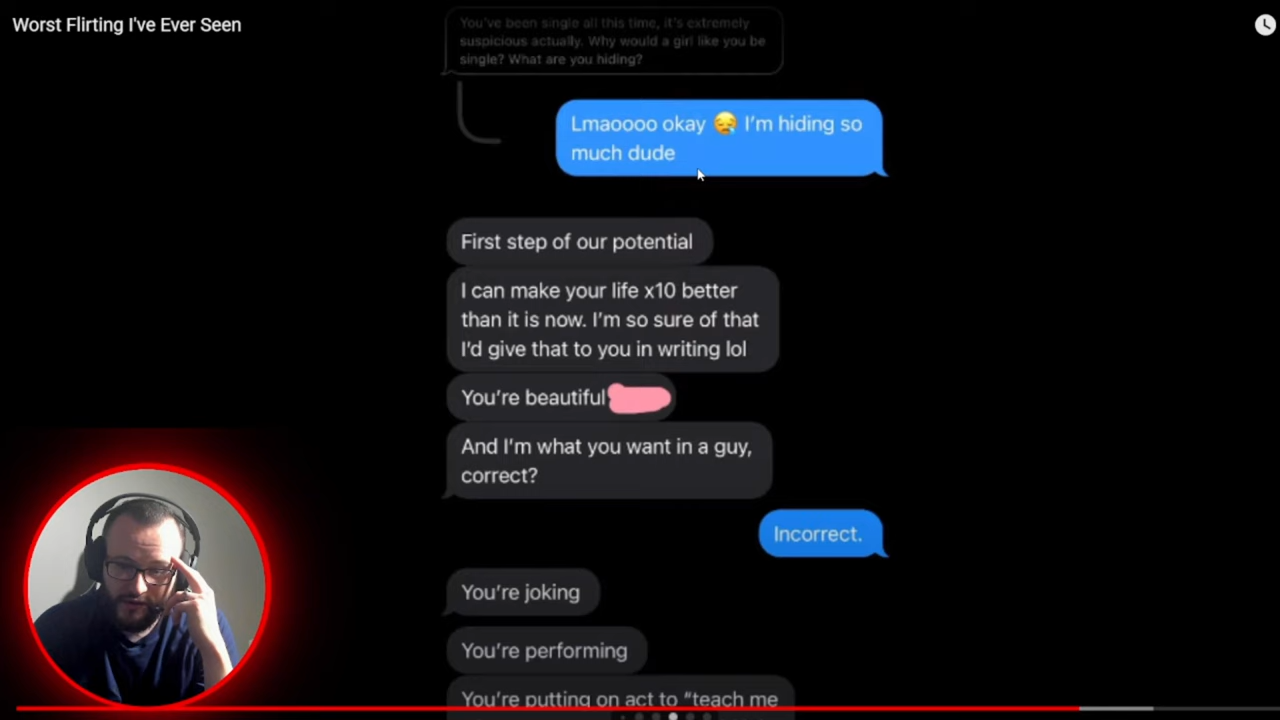 Worst Flirting I've Ever Seen
You've been single all this time, it's extremely
suspicious actually. Why would a girl like you be
single? What are you hiding?
Lmaoooo okay 😪 I'm hiding so
much dude
First step of our potential
I can make your life x10 better
than it is now. I'm so sure of that
I'd give that to you in writing lol
You're beautiful
And I'm what you want in a guy,
correct?
Incorrect.
You're joking
You're performing
You're putting on act to “teach me